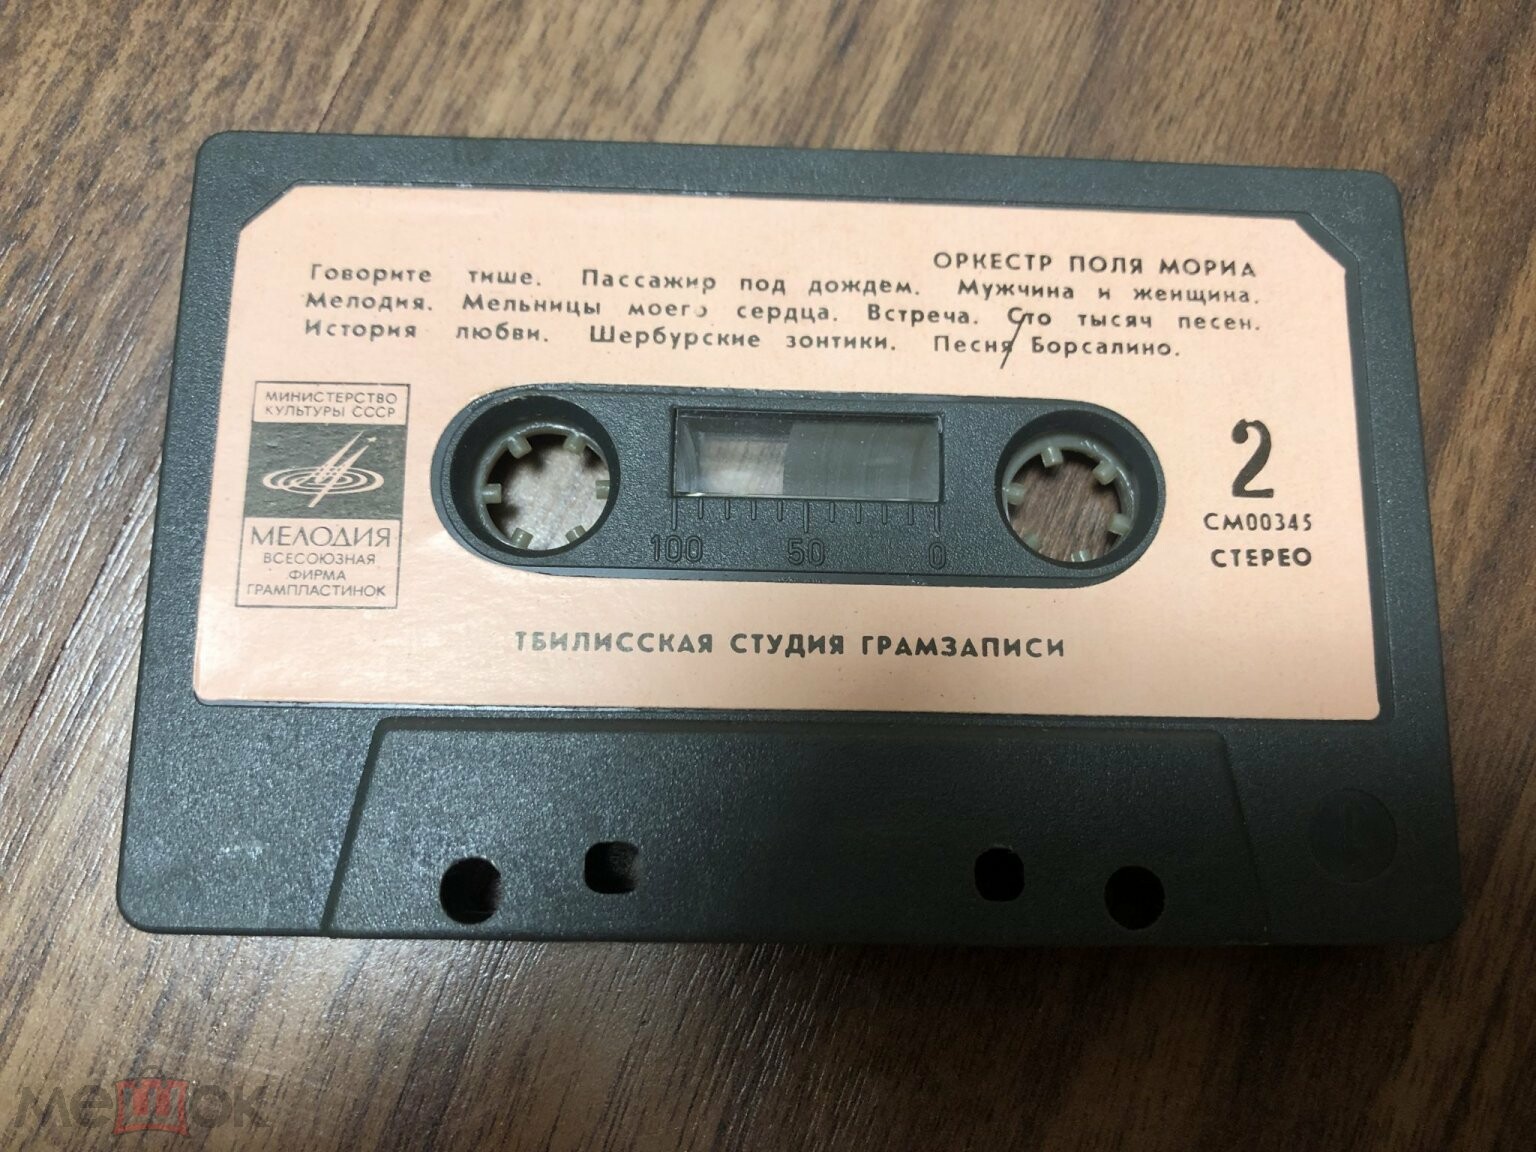 ОРКЕСТР ПОЛЯ МОРИА
Говорите тише. Пассажир под дождем. Мужчина и женщина.
Мелодия. Мельницы моего сердца. Встреча. Сто тысяч песен.
История любви. Шербурские зонтики. Песня Борсалино.
МИНИСТЕРСТВО
КУЛЬТУРЫ СССР
МЕЛОДИЯ
ВСЕСОЮЗНАЯ
ФИРМА
ГРАМПЛАСТИНОК
100 50 0
2
СМ00345
СТЕРЕО
ТБИЛИССКАЯ СТУДИЯ ГРАМЗАПИСИ
мешок